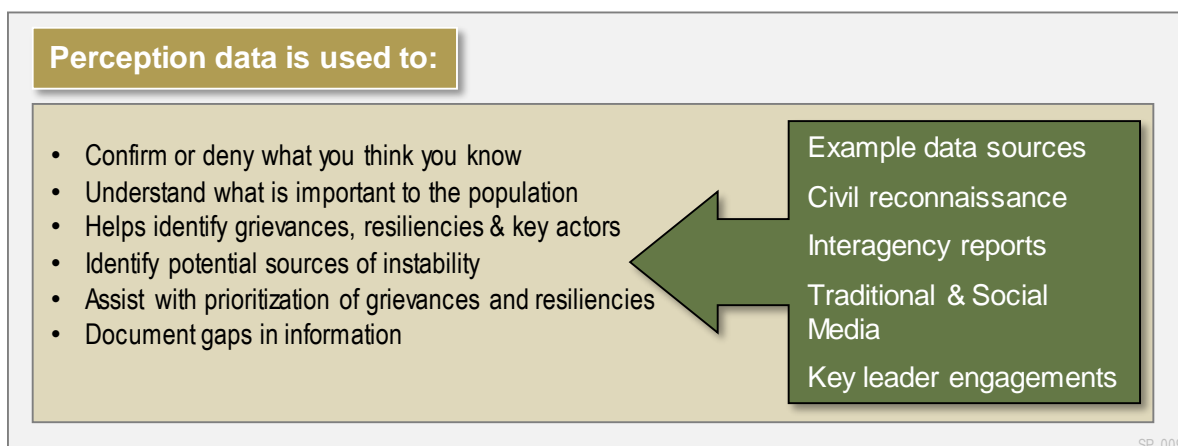 Perception data is used to:
• Confirm or deny what you think you know
• Understand what is important to the population
• Helps identify grievances, resiliencies & key actors
• Identify potential sources of instability
• Assist with prioritization of grievances and resiliencies
• Document gaps in information
Example data sources
Civil reconnaissance
Interagency reports
Traditional & Social
Media
Key leader engagements